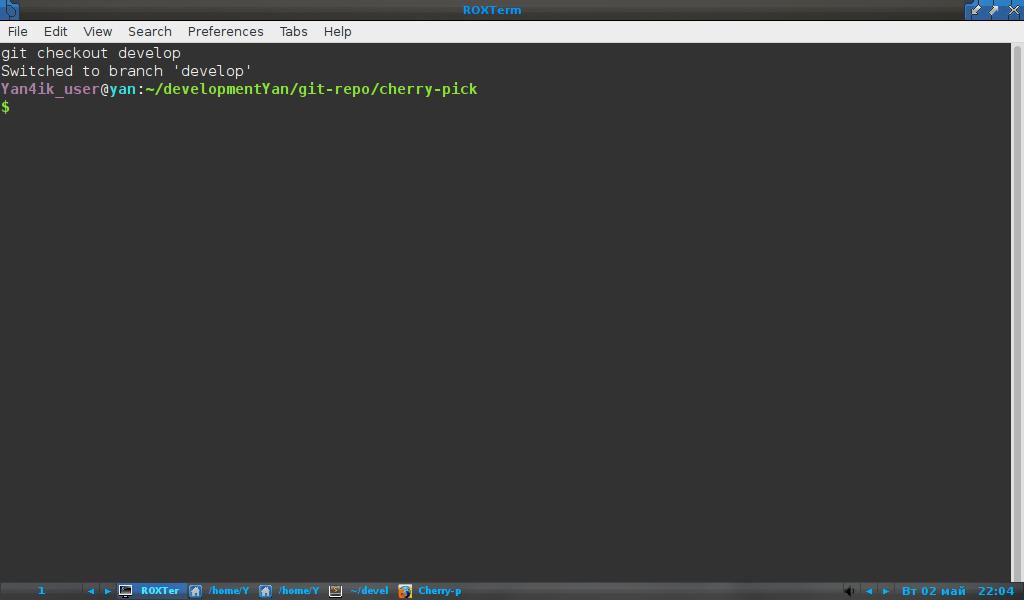 ROXTerm
File Edit View Search Preferences Tabs Help
git checkout develop
Switched to branch 'develop'
Yan4ik_user@yan:~/developmentYan/git-repo/cherry-pick
$
1 ROXTer /home/Y /home/Y ~/devel Cherry-p Вт 02 май 22:04